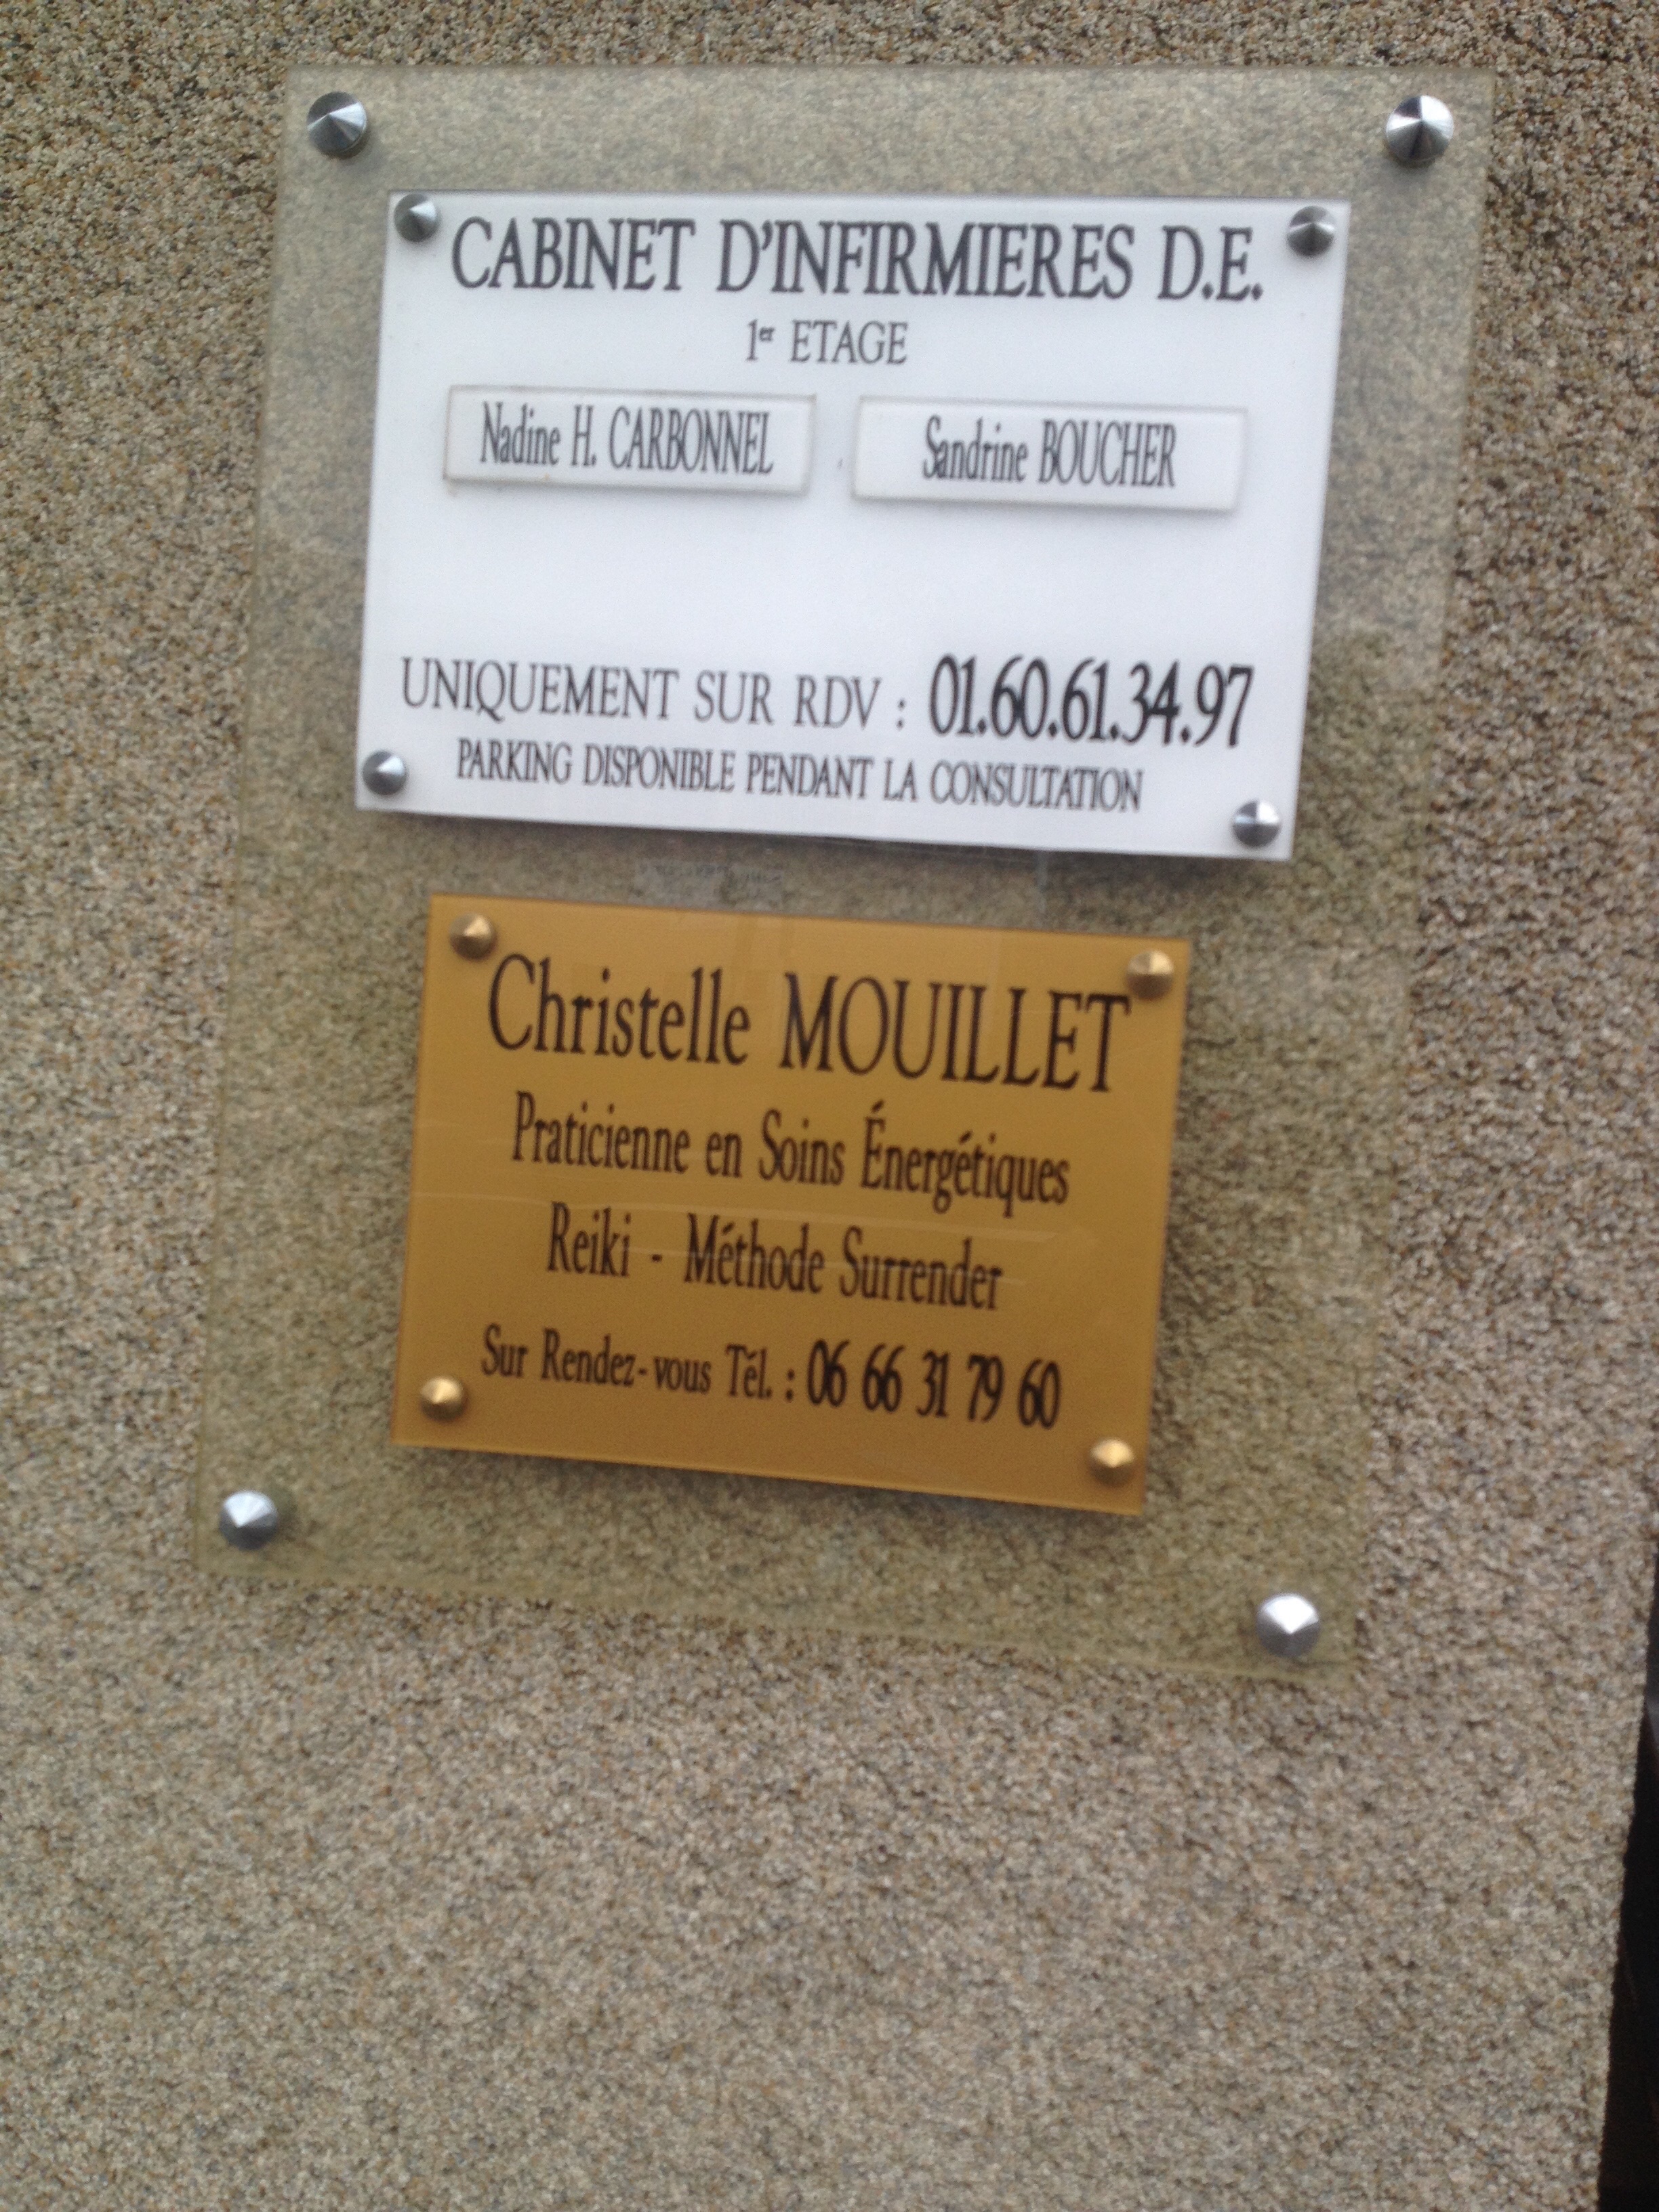 CABINET D'INFIRMIERES D.E.
1er ETAGE
Nadine H. CARBONNEL
Sandrine BOUCHER
UNIQUEMENT SUR RDV : 01.60.61.34.97
PARKING DISPONIBLE PENDANT LA CONSULTATION
Christelle MOUILLET
Praticienne en Soins Énergétiques
Reiki - Méthode Surrender
Sur Rendez-vous Tél. : 06 66 31 79 60